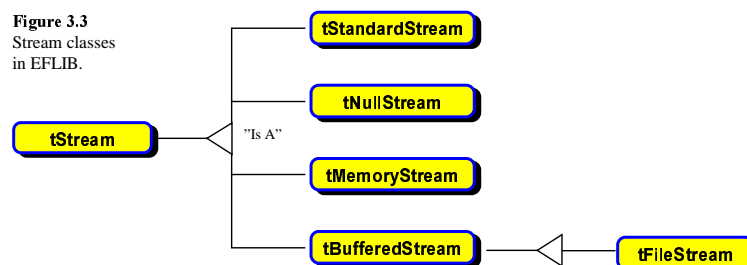 Figure 3.3
Stream classes
in EFLIB.
tStandardStream
tNullStream
tStream
"Is A"
tMemoryStream
tBufferedStream
tFileStream